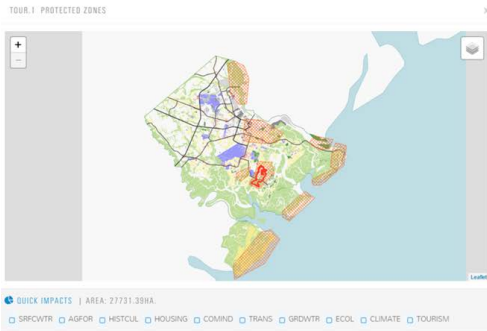 TOUR.1 PROTECTED ZONES
+
−
Leaflet
QUICK IMPACTS | AREA: 27731.39HA.
SRFCWTR AGFOR HISTCUL HOUSING COMIND TRANS GRDWTR ECOL CLIMATE TOURISM